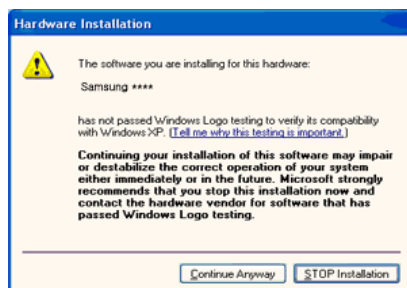 Hardware Installation
The software you are installing for this hardware:
Samsung ****
has not passed Windows Logo testing to verify its compatibility
with Windows XP. (Tell me why this testing is important.)
Continuing your installation of this software may impair
or destabilize the correct operation of your system
either immediately or in the future. Microsoft strongly
recommends that you stop this installation now and
contact the hardware vendor for software that has
passed Windows Logo testing.
Continue Anyway STOP Installation